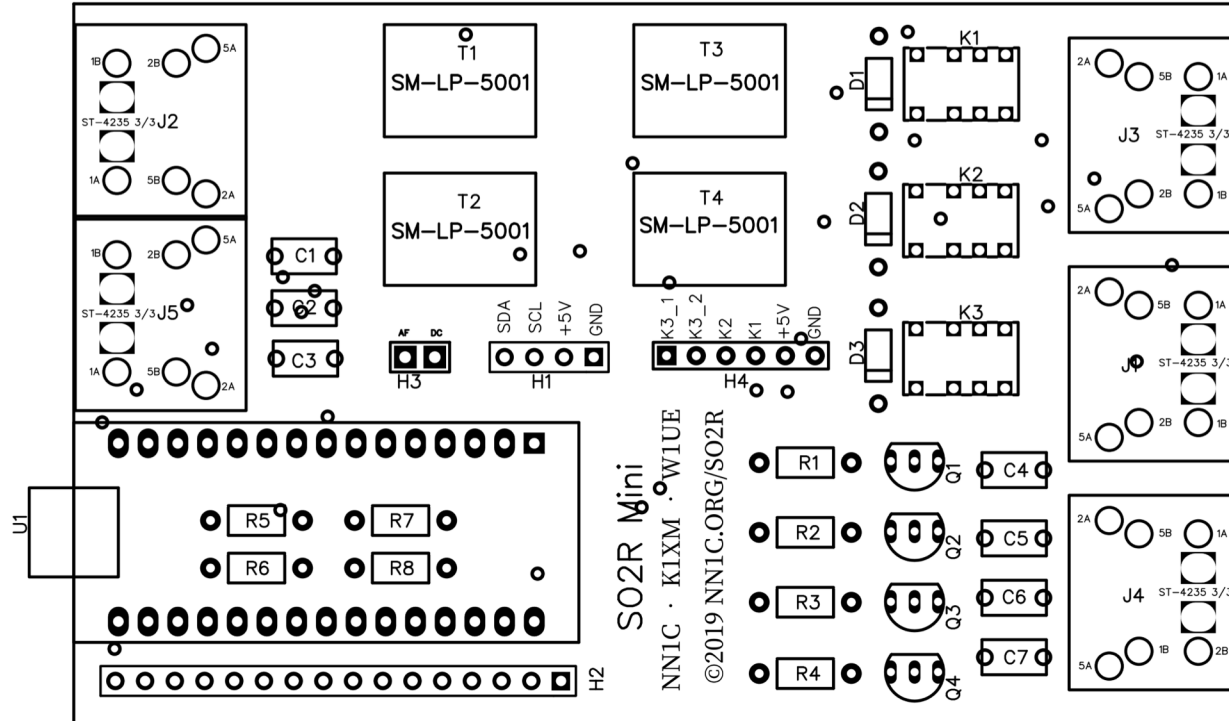 5A
1B
2B
ST-4235 3/3 J2
1A
5B
2A
5A
1B
2B
ST-4235 3/3 J5
1A
5B
2A
T1
SM-LP-5001
T3
SM-LP-5001
T2
SM-LP-5001
T4
SM-LP-5001
C1
C2
C3
AF DC
H3
SDA
SCL
+5V
GND
H1
K3_1
K3_2
K2
K1
+5V
GND
H4
D1
K1
D2
K2
D3
K3
2A
5B
1A
J3 ST-4235 3/3
5A
2B
1B
2A
5B
1A
J1 ST-4235 3/3
5A
2B
1B
2A
5B
1A
J4 ST-4235 3/3
5A
1B
2B
U1
R5
R7
R6
R8
H2
SO2R Mini
NN1C · K1XM · W1UE
©2019 NN1C.ORG/SO2R
R1
Q1
C4
R2
Q2
C5
R3
Q3
C6
R4
Q4
C7